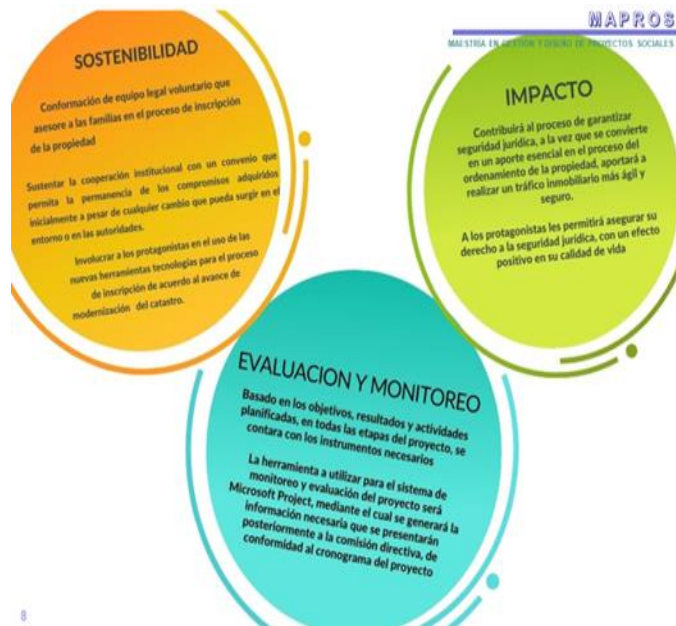 MAPROS
MAESTRÍA EN GESTIÓN Y DISEÑO DE PROYECTOS SOCIALES
SOSTENIBILIDAD
Conformación de equipo legal voluntario que
asesore a las familias en el proceso de inscripción
de la propiedad
Sustentar la cooperación institucional con un convenio que
permita la permanencia de los compromisos adquiridos
inicialmente a pesar de cualquier cambio que pueda surgir en el
entorno o en las autoridades.
Involucrar a los protagonistas en el uso de las
nuevas herramientas tecnologías para el proceso
de inscripción de acuerdo al avance de
modernización del catastro.
IMPACTO
Contribuirá al proceso de garantizar
seguridad jurídica, a la vez que se convierte
en un aporte esencial en el proceso del
ordenamiento de la propiedad, aportará a
realizar un tráfico inmobiliario más ágil y
seguro.
A los protagonistas les permitirá asegurar su
derecho a la seguridad jurídica, con un efecto
positivo en su calidad de vida
EVALUACION Y MONITOREO
Basado en los objetivos, resultados y actividades
planificadas, en todas las etapas del proyecto, se
contara con los instrumentos necesarios
La herramienta a utilizar para el sistema de
monitoreo y evaluación del proyecto será
Microsoft Project, mediante el cual se generará la
información necesaria que se presentarán
posteriormente a la comisión directiva, de
conformidad al cronograma del proyecto
8